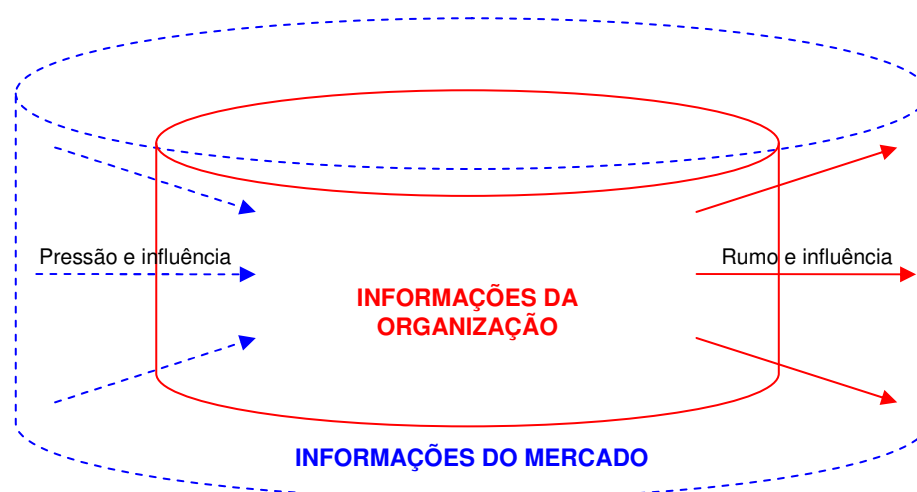 Pressão e influência
Rumo e influência
INFORMAÇÕES DA
ORGANIZAÇÃO
INFORMAÇÕES DO MERCADO